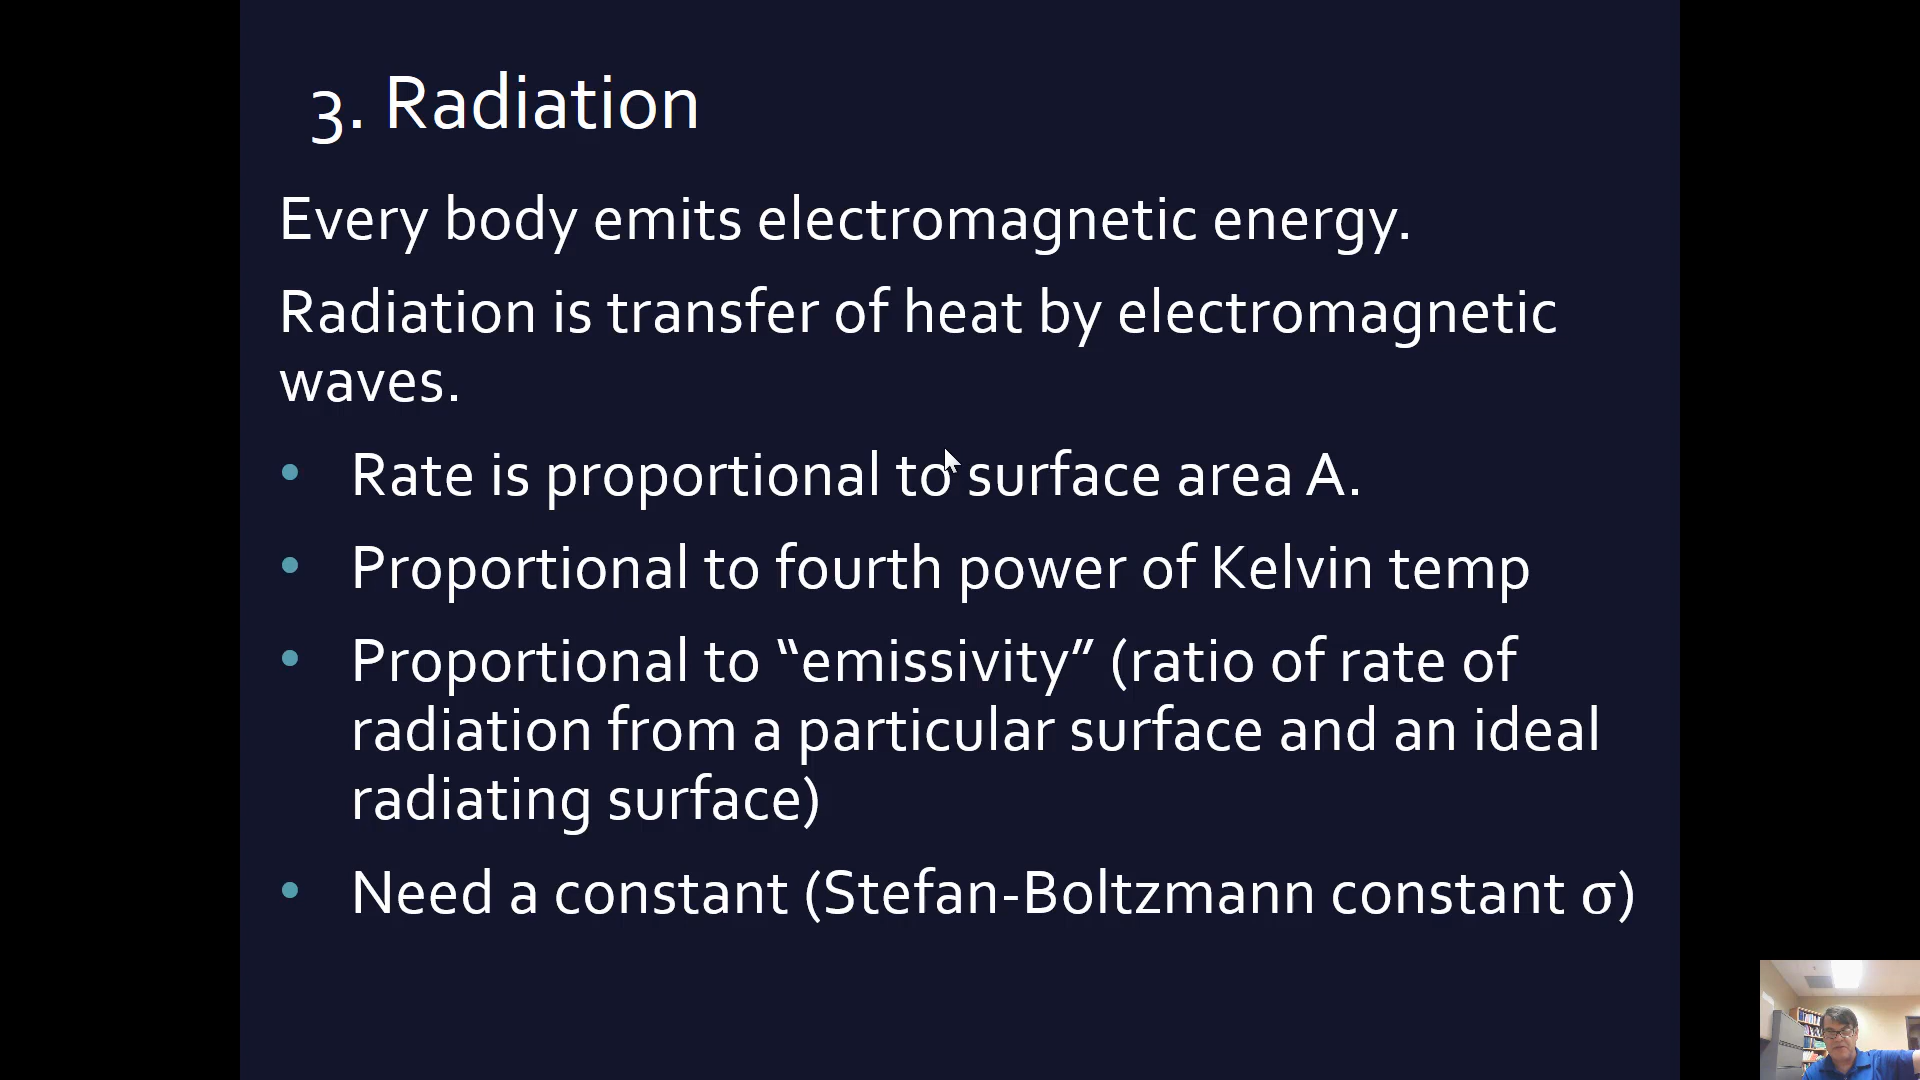 3. Radiation
Every body emits electromagnetic energy.
Radiation is transfer of heat by electromagnetic
waves.
• Rate is proportional to surface area A.
• Proportional to fourth power of Kelvin temp
• Proportional to “emissivity” (ratio of rate of
radiation from a particular surface and an ideal
radiating surface)
• Need a constant (Stefan-Boltzmann constant σ)